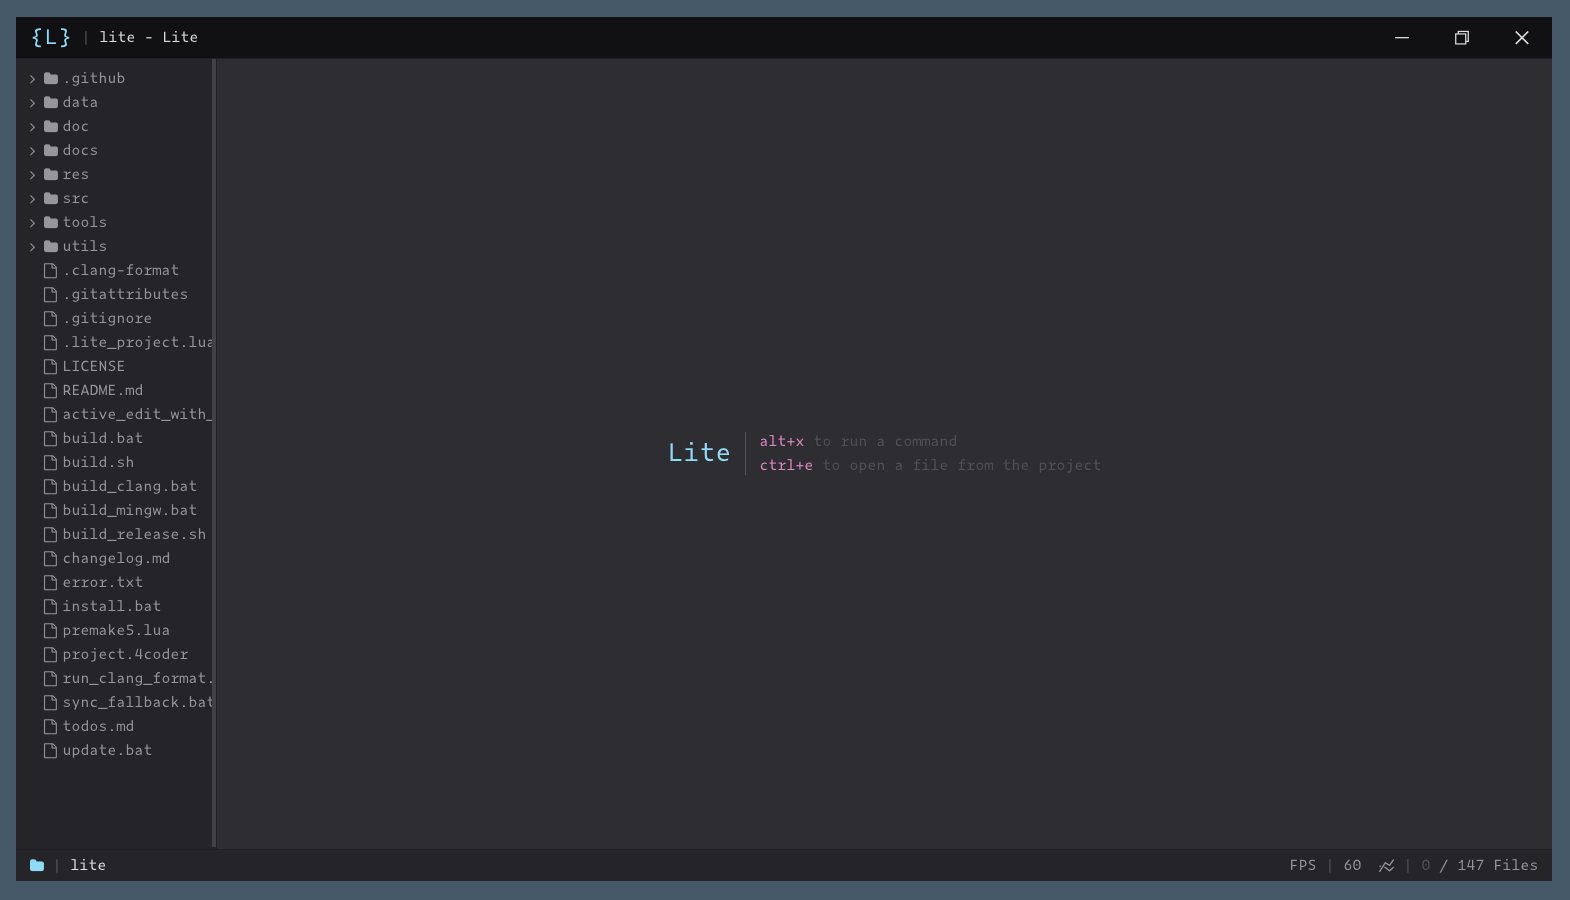 {L} | lite - Lite
.github
data
doc
docs
res
src
tools
utils
.clang-format
.gitattributes
.gitignore
.lite_project.lua
LICENSE
README.md
active_edit_with_
build.bat
build.sh
build_clang.bat
build_mingw.bat
build_release.sh
changelog.md
error.txt
install.bat
premake5.lua
project.4coder
run_clang_format.
sync_fallback.bat
todos.md
update.bat
Lite
alt+x to run a command
ctrl+e to open a file from the project
| lite
FPS | 60 | 0 / 147 Files